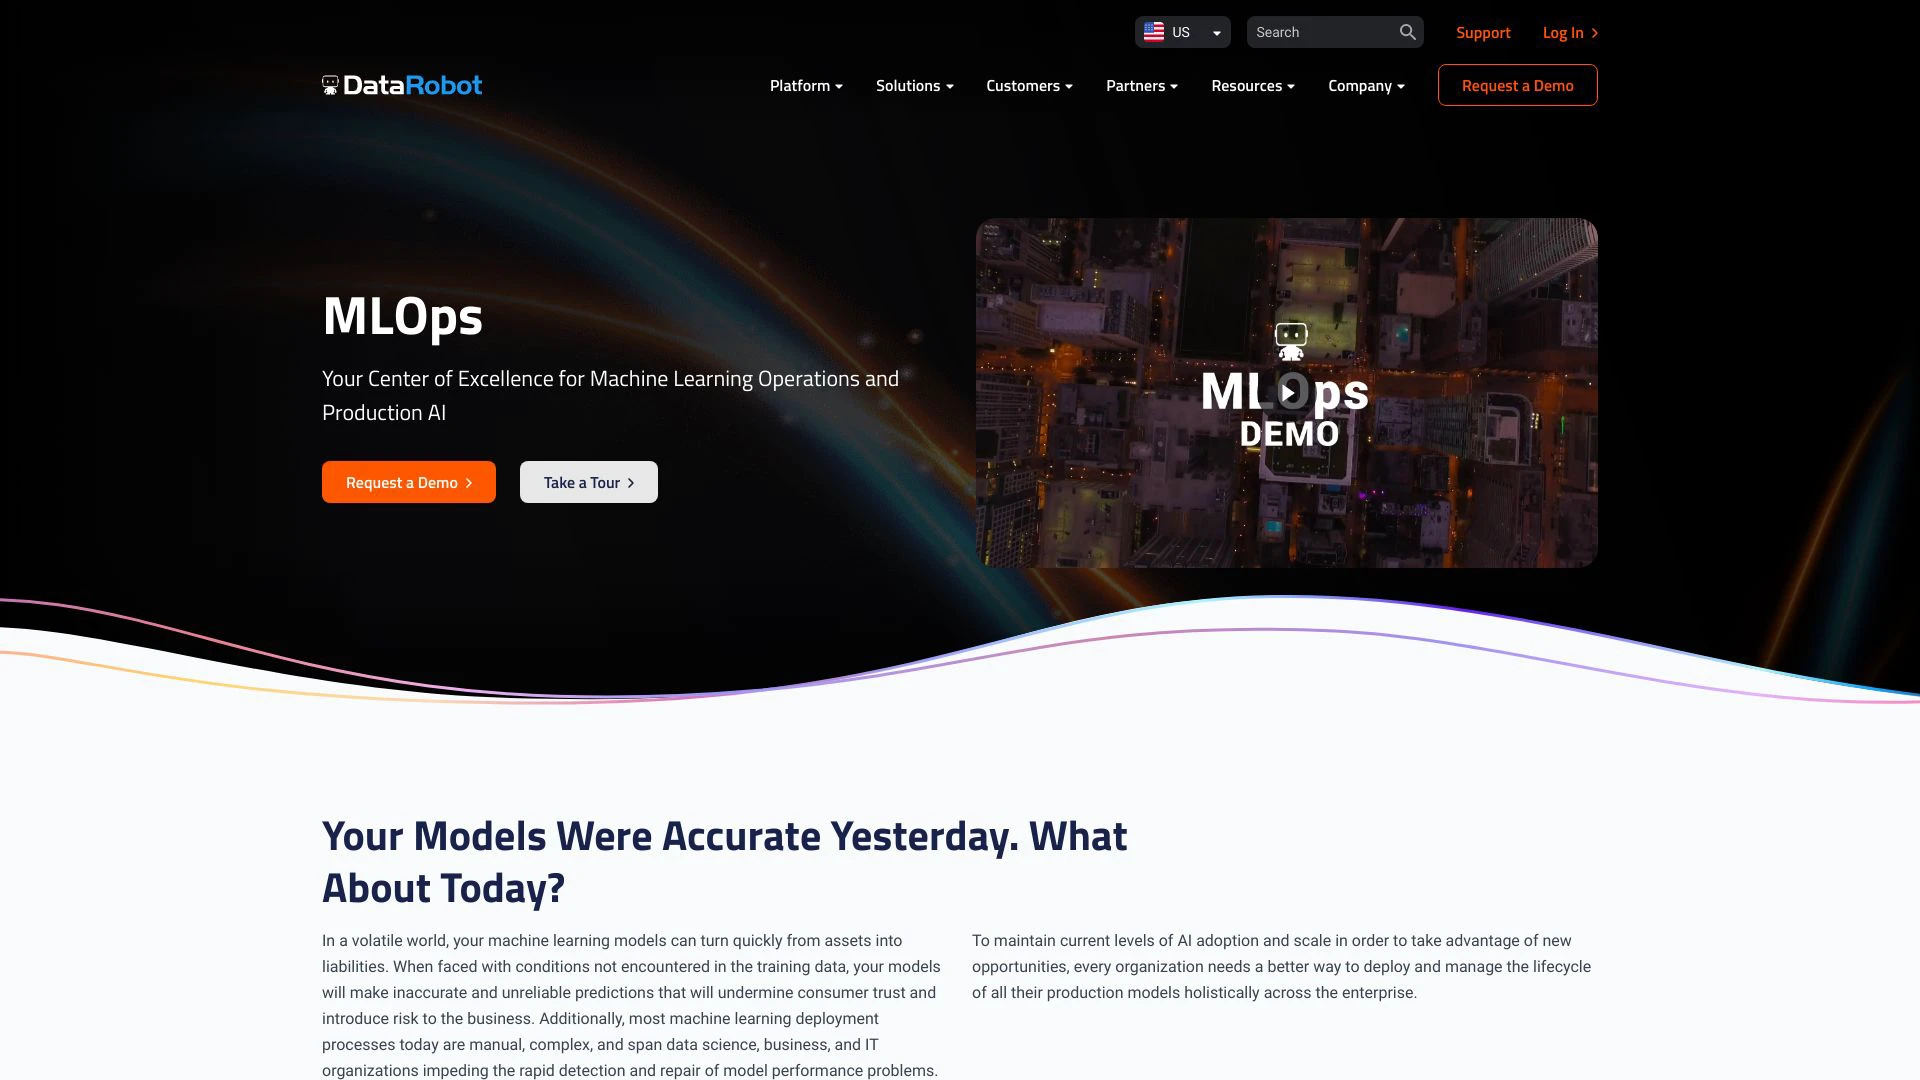 US
Search
Support
Log In
DataRobot
Platform
Solutions
Customers
Partners
Resources
Company
Request a Demo
MLOps
Your Center of Excellence for Machine Learning Operations and
Production AI
Request a Demo
Take a Tour
MLOps
DEMO
Your Models Were Accurate Yesterday. What
About Today?
In a volatile world, your machine learning models can turn quickly from assets into
liabilities. When faced with conditions not encountered in the training data, your models
will make inaccurate and unreliable predictions that will undermine consumer trust and
introduce risk to the business. Additionally, most machine learning deployment
processes today are manual, complex, and span data science, business, and IT
organizations impeding the rapid detection and repair of model performance problems.
To maintain current levels of AI adoption and scale in order to take advantage of new
opportunities, every organization needs a better way to deploy and manage the lifecycle
of all their production models holistically across the enterprise.